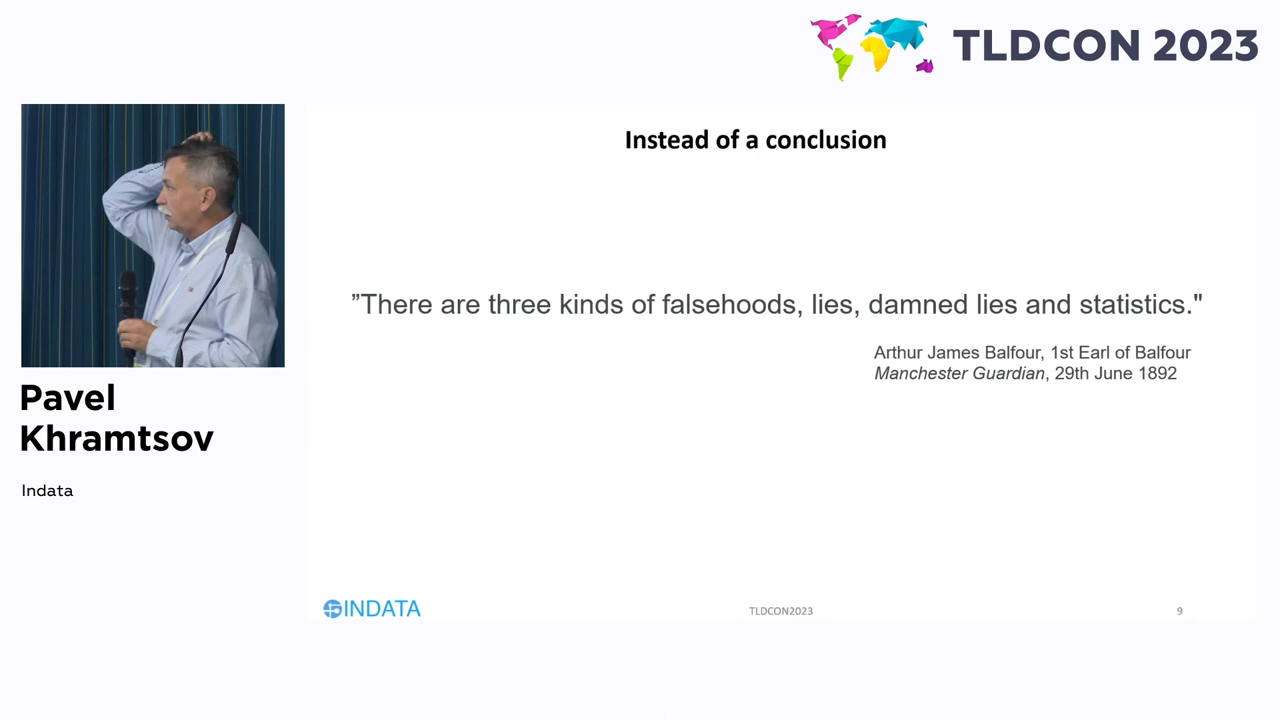 TLDCON 2023
Instead of a conclusion
”There are three kinds of falsehoods, lies, damned lies and statistics."
Arthur James Balfour, 1st Earl of Balfour
Manchester Guardian, 29th June 1892
Pavel
Khramtsov
Indata
INDATA
TLDCON2023
9